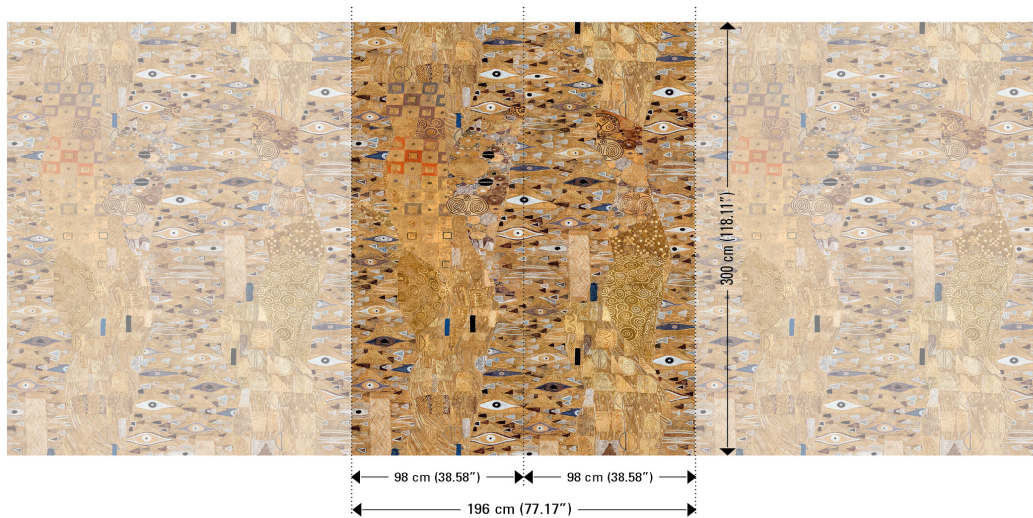 300 cm (118.11″)
98 cm (38.58″)
98 cm (38.58″)
196 cm (77.17″)